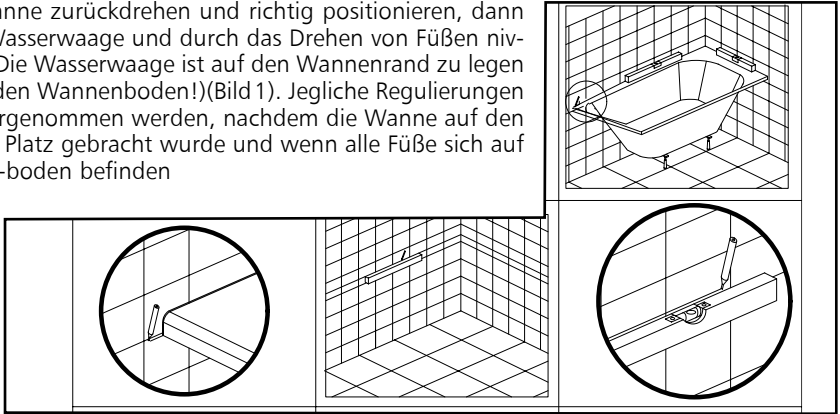 anne zurückdrehen und richtig positionieren, dann
Wasserwaage und durch das Drehen von Füßen niv-
Die Wasserwaage ist auf den Wannenrand zu legen
den Wannenboden!)(Bild 1). Jegliche Regulierungen
rgenommen werden, nachdem die Wanne auf den
Platz gebracht wurde und wenn alle Füße sich auf
-boden befinden